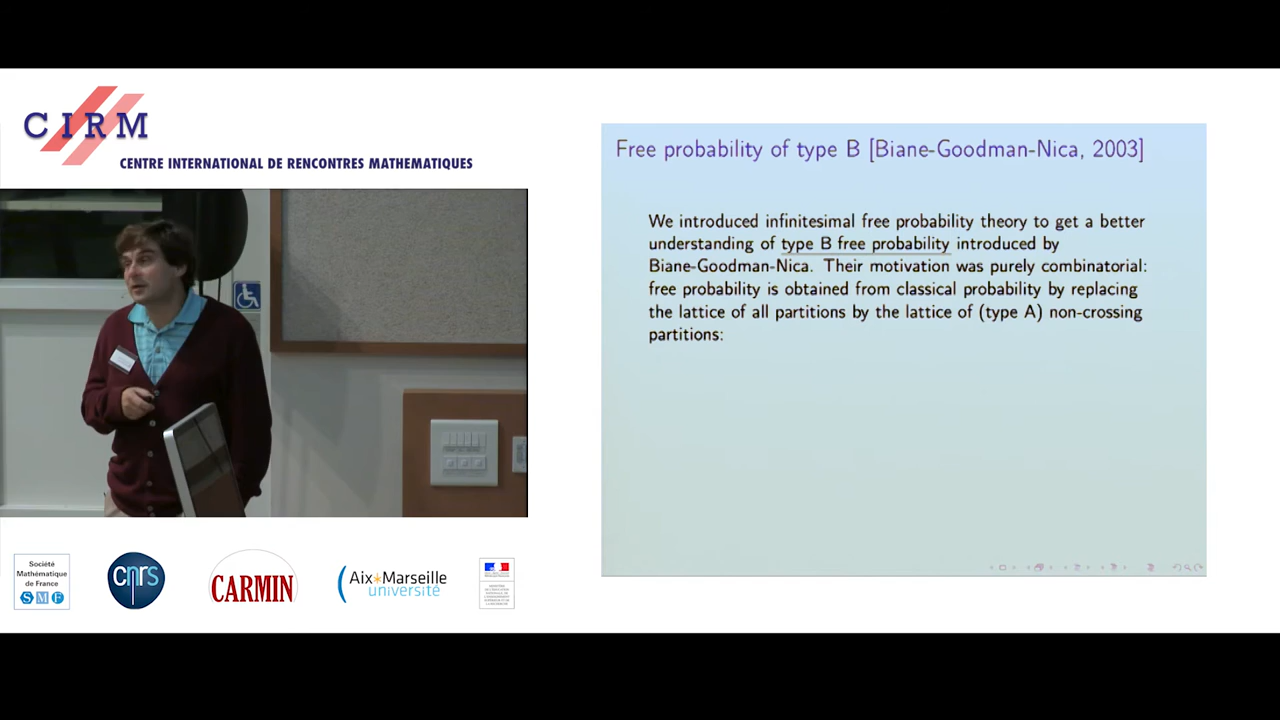 CIRM
CENTRE INTERNATIONAL DE RENCONTRES MATHEMATIQUES
Free probability of type B [Biane-Goodman-Nica, 2003]
We introduced infinitesimal free probability theory to get a better
understanding of type B free probability introduced by
Biane-Goodman-Nica. Their motivation was purely combinatorial:
free probability is obtained from classical probability by replacing
the lattice of all partitions by the lattice of (type A) non-crossing
partitions:
Société
Mathématique
de France
SMF
cnrs
CARMIN
Aix*Marseille
université